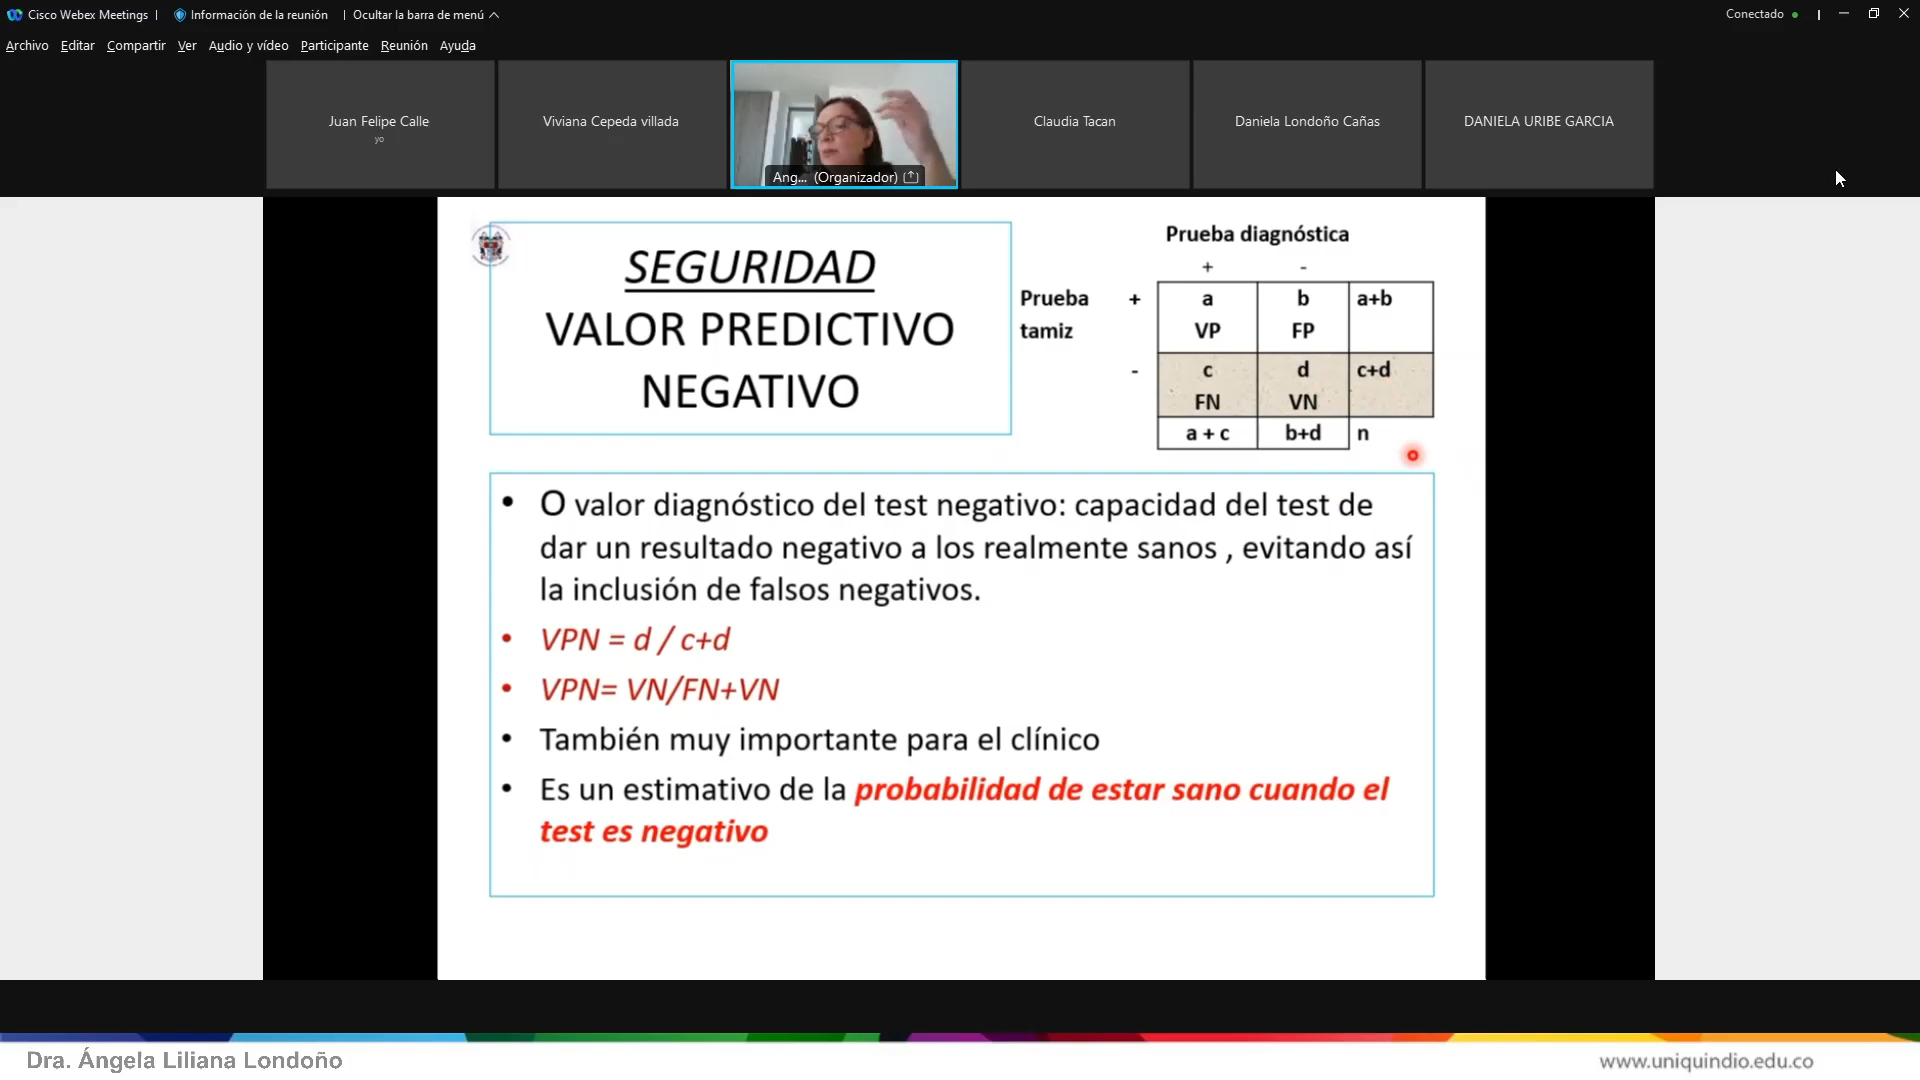 Cisco Webex Meetings | Información de la reunión | Ocultar la barra de menú Conectado
Archivo Editar Compartir Ver Audio y vídeo Participante Reunión Ayuda
Juan Felipe Calle
yo
Viviana Cepeda villada
Ang... (Organizador)
Claudia Tacan
Daniela Londoño Cañas
DANIELA URIBE GARCIA
SEGURIDAD
VALOR PREDICTIVO
NEGATIVO
Prueba diagnóstica
+ -
Prueba + a b a+b
tamiz VP FP
- c d c+d
FN VN
a + c b+d n
• O valor diagnóstico del test negativo: capacidad del test de
dar un resultado negativo a los realmente sanos , evitando así
la inclusión de falsos negativos.
• VPN = d / c+d
• VPN= VN/FN+VN
• También muy importante para el clínico
• Es un estimativo de la probabilidad de estar sano cuando el
test es negativo
Dra. Ángela Liliana Londoño
www.uniquindio.edu.co